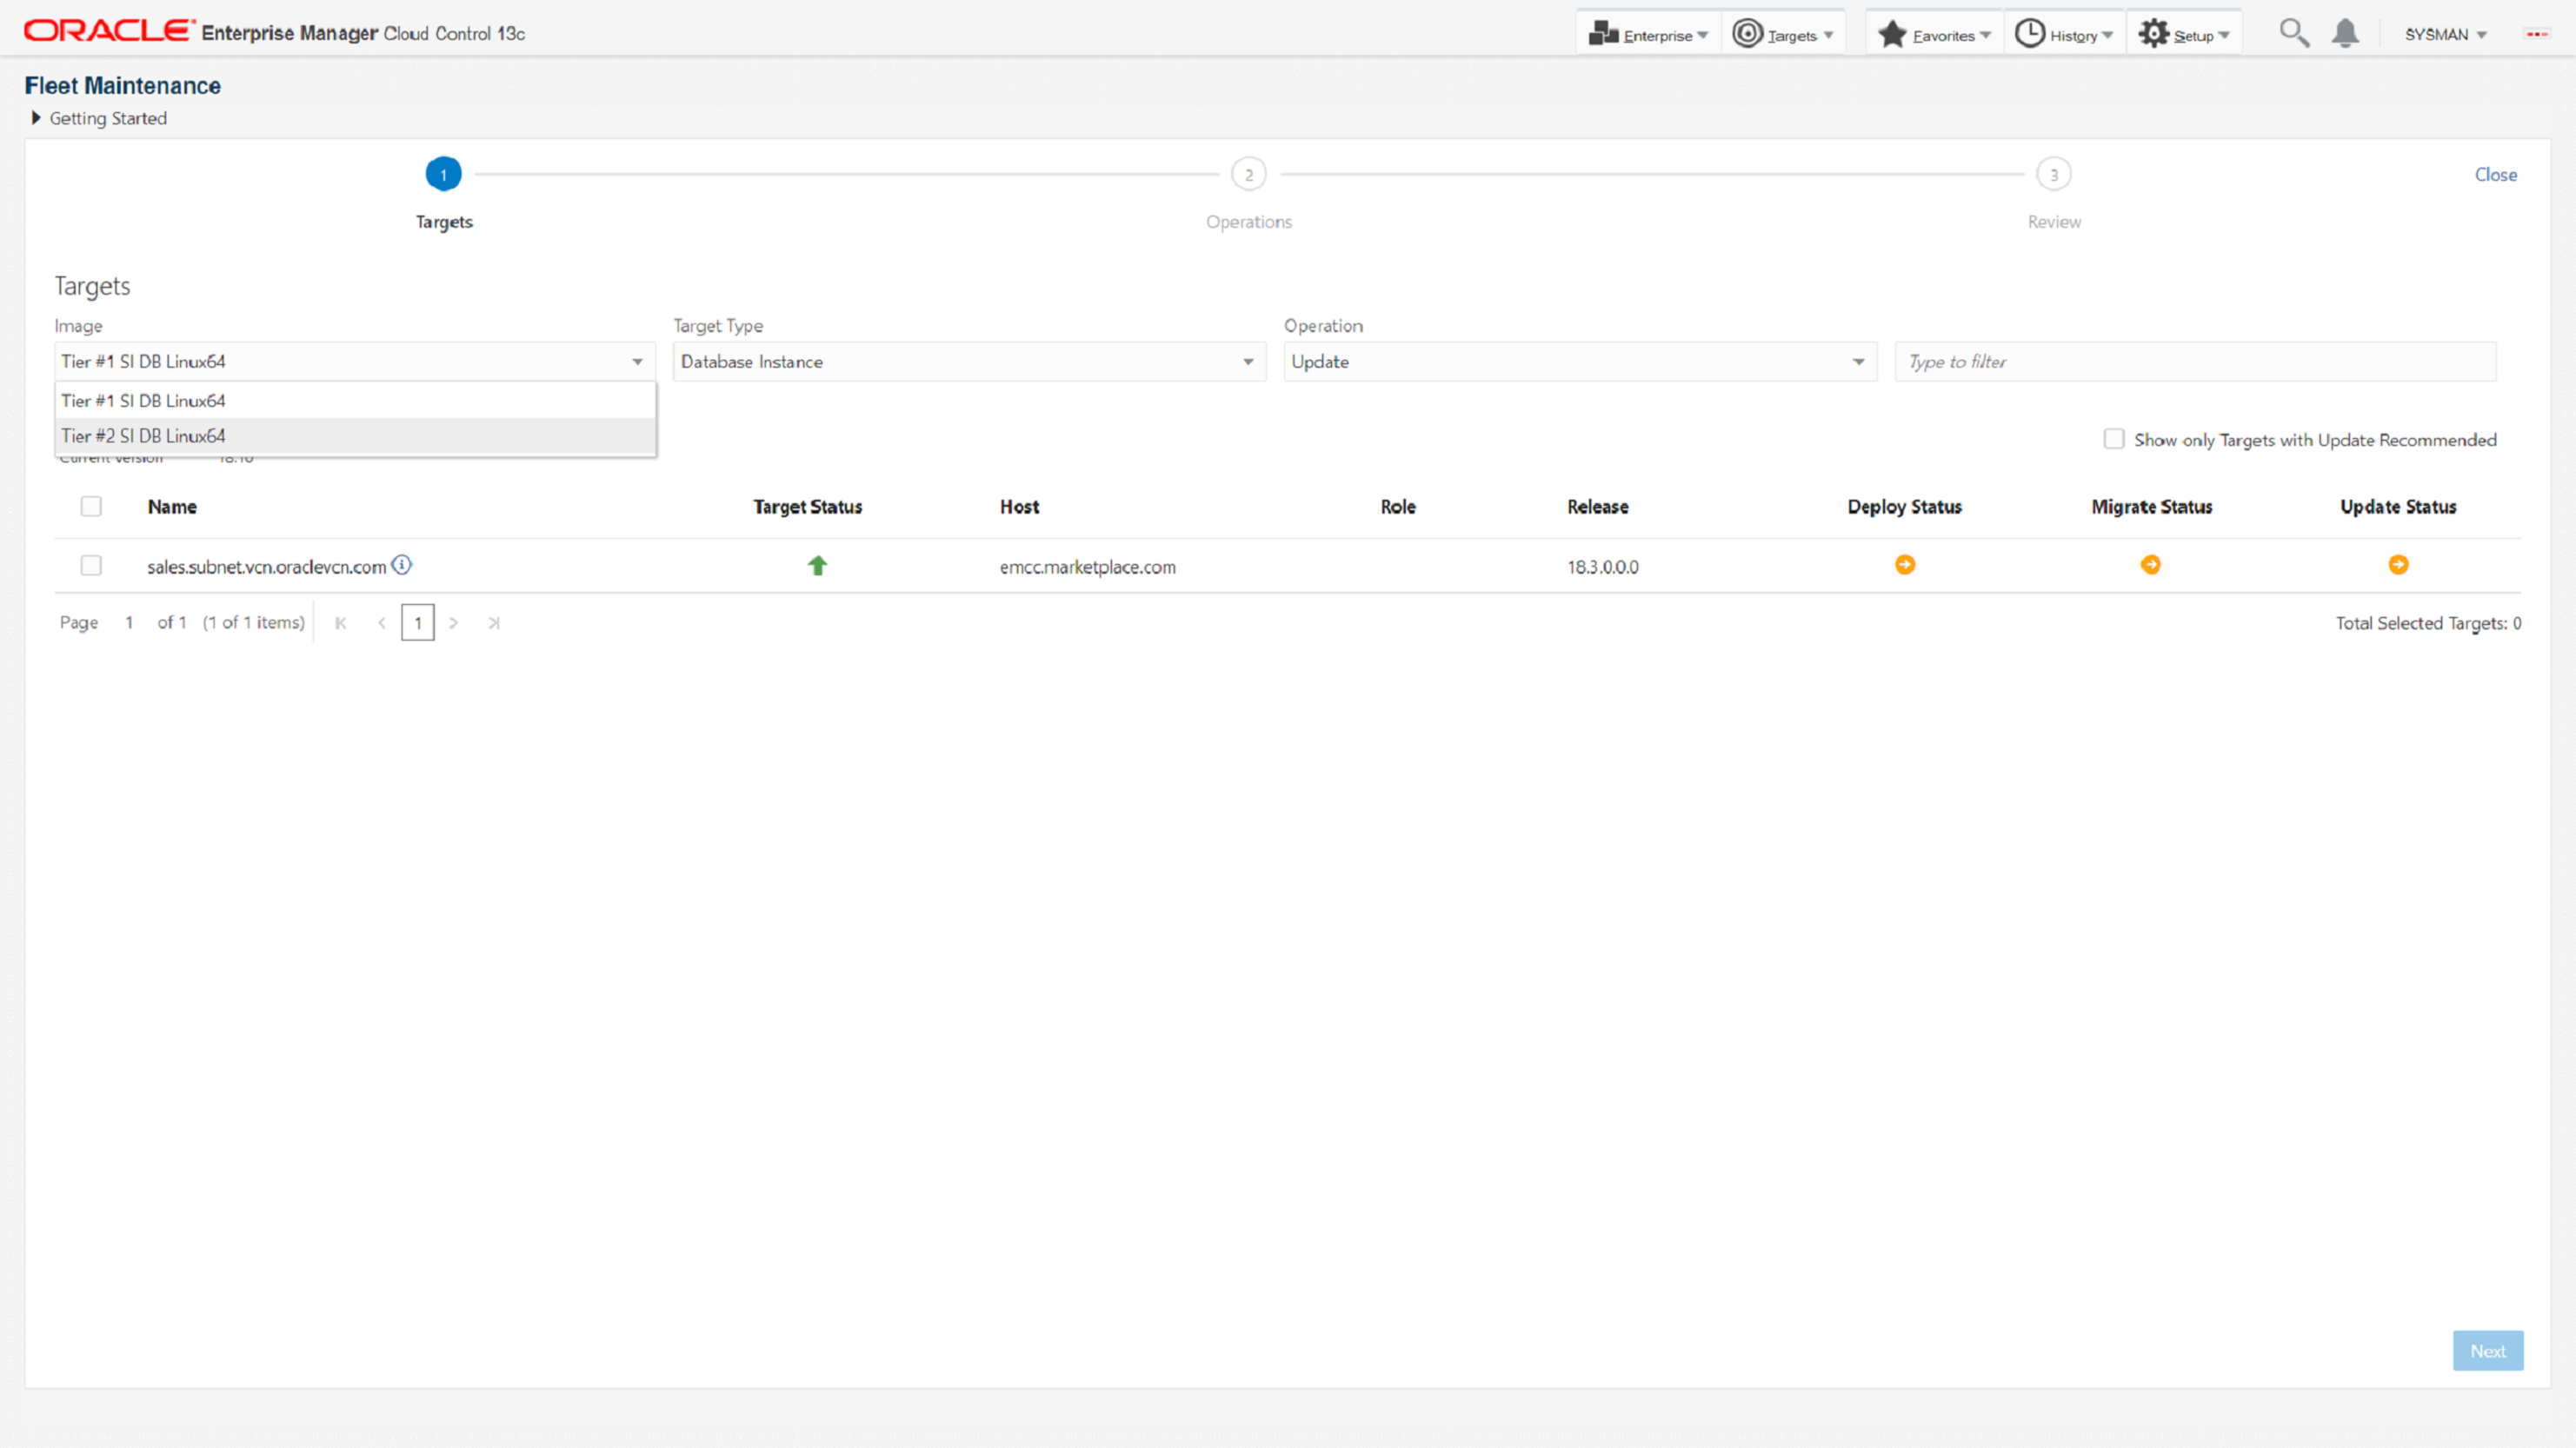 ORACLE Enterprise Manager Cloud Control 13c
Enterprise Targets Favorites History Setup SYSMAN
Fleet Maintenance
Getting Started
1 2 3 Close
Targets Operations Review
Targets
Image Target Type Operation
Tier #1 SI DB Linux64 Database Instance Update Type to filter
Tier #1 SI DB Linux64
Tier #2 SI DB Linux64
Show only Targets with Update Recommended
Current Version 18.10
Name Target Status Host Role Release Deploy Status Migrate Status Update Status
sales.subnet.vcn.oraclevcn.com emcc.marketplace.com 18.3.0.0.0
Page 1 of 1 (1 of 1 items) 1 Total Selected Targets: 0
Next